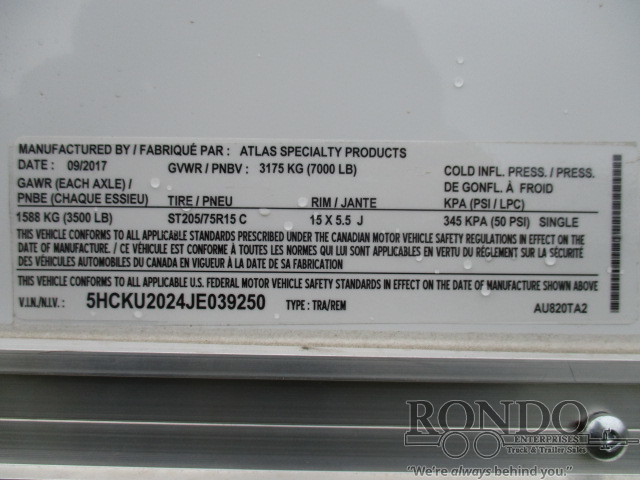 MANUFACTURED BY / FABRIQUÉ PAR : ATLAS SPECIALTY PRODUCTS
DATE : 09/2017 GVWR / PNBV : 3175 KG (7000 LB)
COLD INFL. PRESS. / PRESS.
GAWR (EACH AXLE) / DE GONFL. À FROID
PNBE (CHAQUE ESSIEU) TIRE / PNEU RIM / JANTE KPA (PSI / LPC)
1588 KG (3500 LB) ST205/75R15 C 15 X 5.5 J 345 KPA (50 PSI) SINGLE
THIS VEHICLE CONFORMS TO ALL APPLICABLE STANDARDS PRESCRIBED UNDER THE CANADIAN MOTOR VEHICLE SAFETY REGULATIONS IN EFFECT ON THE
DATE OF MANUFACTURE / CE VÉHICULE EST CONFORME À TOUTES LES NORMES QUI LUI SONT APPLICABLES EN VERTU DU RÈGLEMENT SUR LA SÉCURITÉ
DES VÉHICULES AUTOMOBILES DU CANADA EN VIGUEUR À LA DATE DE SA FABRICATION
THIS VEHICLE CONFORMS TO ALL APPLICABLE U.S. FEDERAL MOTOR VEHICLE SAFETY STANDARDS IN EFFECT ON THE DATE OF MANUFACTURE SHOWN ABOVE.
V.I.N./N.I.V. : 5HCKU2024JE039250 TYPE : TRA/REM AU820TA2
RONDO
ENTERPRISES
Truck & Trailer Sales
"We're always behind you."